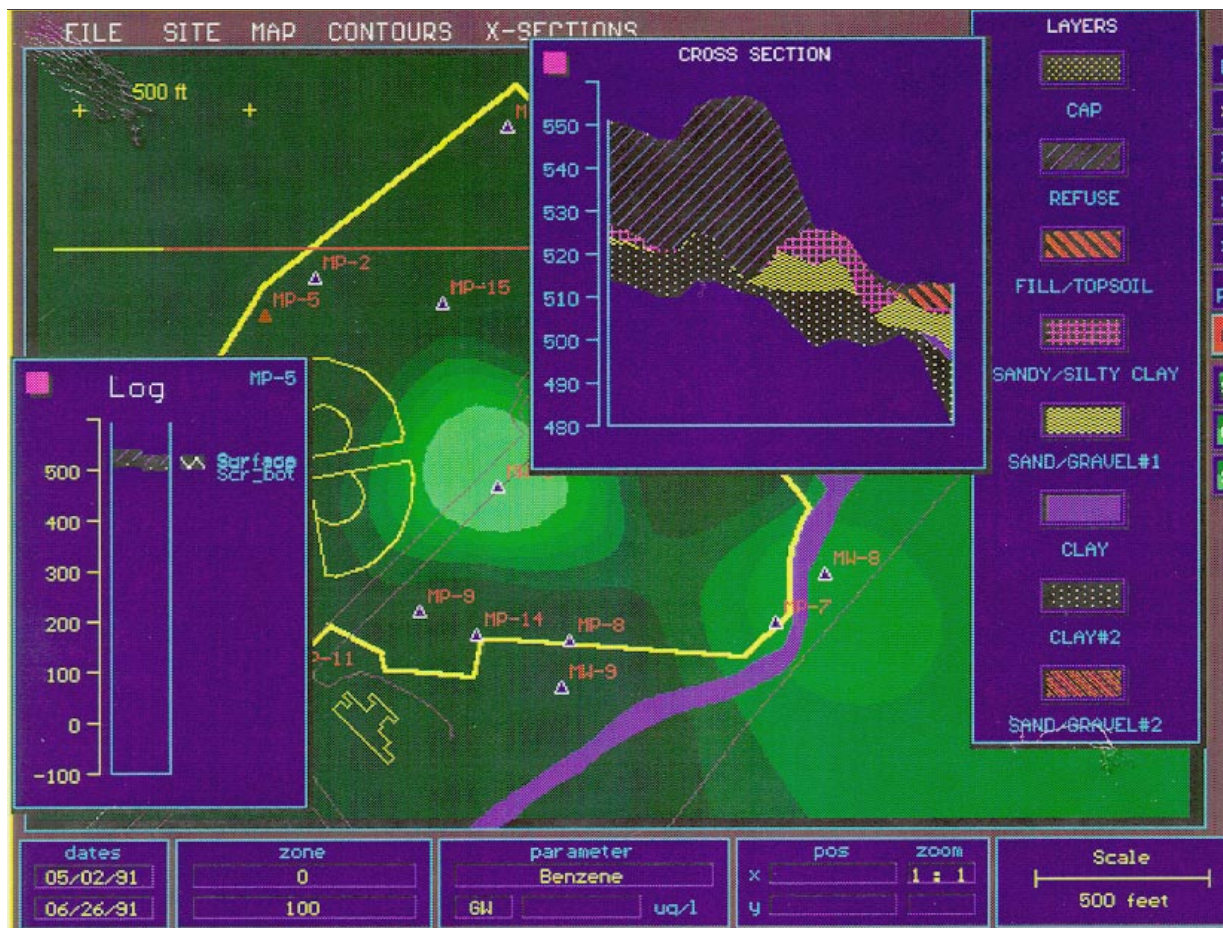 FILE SITE MAP CONTOURS X-SECTIONS
500 ft
MP-2
MP-5
MP-15
MP-9
MP-14
MP-8
MW-9
MP-7
MW-8
CROSS SECTION
550
540
530
520
510
500
490
480
LAYERS
CAP
REFUSE
FILL/TOPSOIL
SANDY/SILTY CLAY
SAND/GRAVEL#1
CLAY
CLAY#2
SAND/GRAVEL#2
Log
MP-5
500
400
300
200
100
0
-100
Surface
Scr_bot
dates
05/02/91
06/26/91
zone
0
100
parameter
Benzene
GW ug/l
pos zoom
x 1 : 1
y
Scale
500 feet